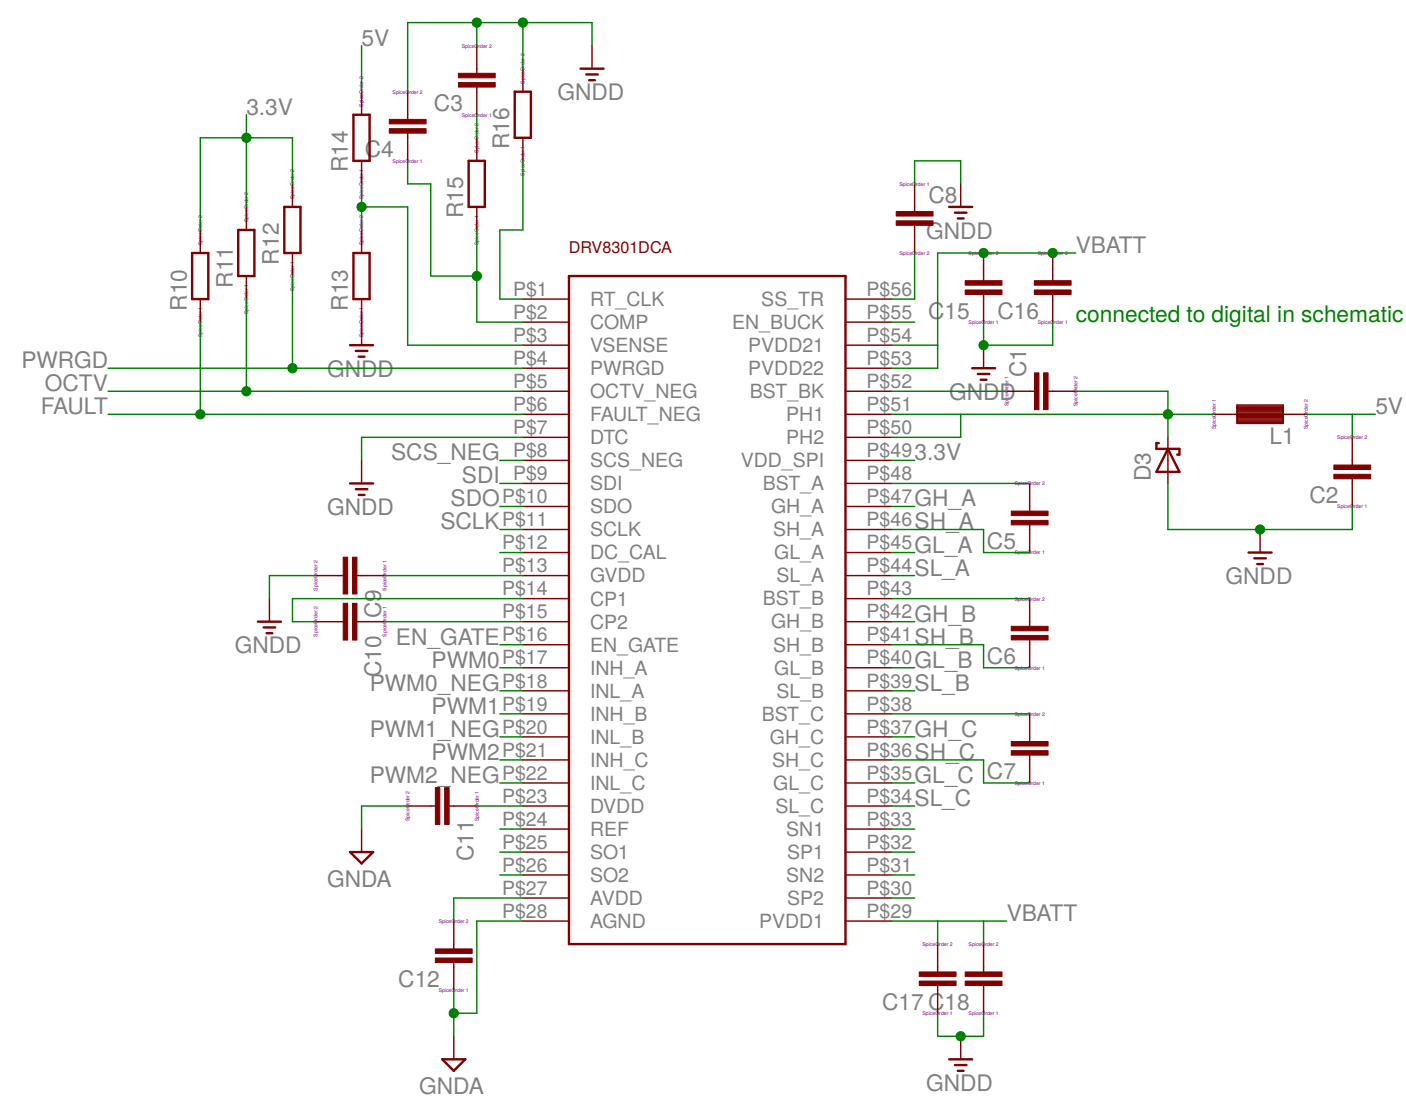 5V
GNDD
3.3V
C3
R16
R14
C4
R15
C8
GNDD
DRV8301DCA
VBATT
R12
R11
R10
R13
C15 C16
connected to digital in schematic
GNDD
GNDD
C1
P$1 RT_CLK SS_TR P$56
P$2 COMP EN_BUCK P$55
P$3 VSENSE PVDD21 P$54
PWRGD P$4 PWRGD PVDD22 P$53
OCTV P$5 OCTV_NEG BST_BK P$52
FAULT P$6 FAULT_NEG PH1 P$51 5V
L1
P$7 DTC PH2 P$50
SCS_NEG P$8 SCS_NEG VDD_SPI P$49 3.3V
D3
C2
SDI P$9 SDI BST_A P$48
GNDD
SDO P$10 SDO GH_A P$47 GH_A
SCLK P$11 SCLK SH_A P$46 SH_A
C5
P$12 DC_CAL GL_A P$45 GL_A
P$13 GVDD SL_A P$44 SL_A
GNDD
C9
P$14 CP1 BST_B P$43
P$15 CP2 GH_B P$42 GH_B
GNDD
C10
EN_GATE P$16 EN_GATE SH_B P$41 SH_B
C6
PWM0 P$17 INH_A GL_B P$40 GL_B
PWM0_NEG P$18 INL_A SL_B P$39 SL_B
PWM1 P$19 INH_B BST_C P$38
PWM1_NEG P$20 INL_B GH_C P$37 GH_C
PWM2 P$21 INH_C SH_C P$36 SH_C
C7
PWM2_NEG P$22 INL_C GL_C P$35 GL_C
P$23 DVDD SL_C P$34 SL_C
C11
P$24 REF SN1 P$33
P$25 SO1 SP1 P$32
GNDA
P$26 SO2 SN2 P$31
P$27 AVDD SP2 P$30
P$28 AGND PVDD1 P$29 VBATT
C12
C17 C18
GNDA
GNDD